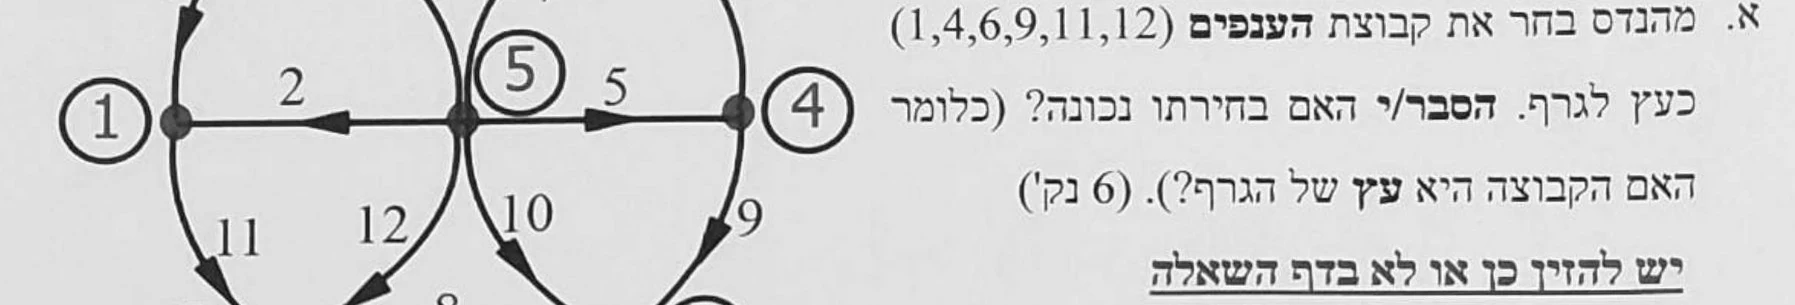 א. מהנדס בחר את קבוצת הענפים (1,4,6,9,11,12)
כעץ לגרף. הסבר/י האם בחירתו נכונה? (כלומר
האם הקבוצה היא עץ של הגרף?). (6 נק')
יש להזין כן או לא בדף השאלה
5
1
2
5
4
11
12
10
9